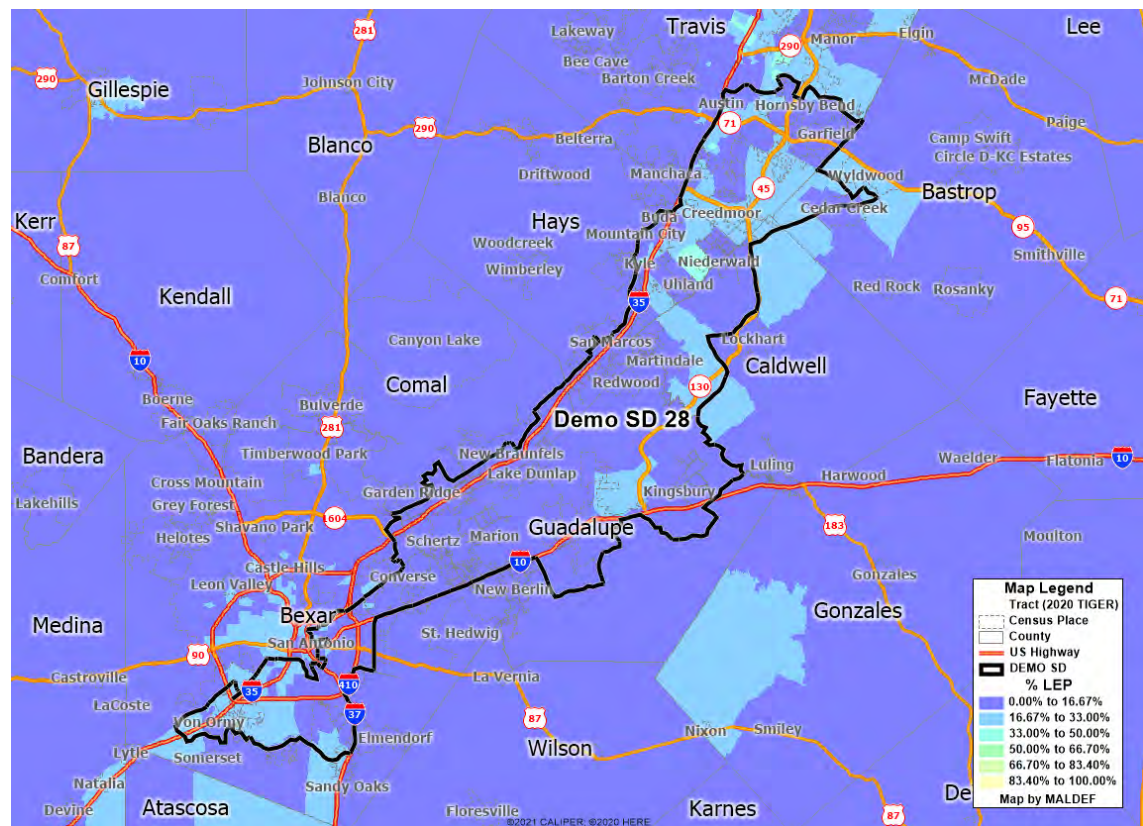 281
Travis
Lee
Lakeway
Manor
Elgin
290
Bee Cave
290
Johnson City
Barton Creek
McDade
Gillespie
Austin
Hornsby Bend
71
Paige
290
Belterra
Garfield
Camp Swift
Blanco
Circle D-KC Estates
Driftwood
Manchaca
Wyldwood
45
Bastrop
Blanco
Kerr
Hays
Buda
Creedmoor
Cedar Creek
95
87
Mountain City
Woodcreek
Smithville
Comfort
Wimberley
Kyle
Niederwald
Kendall
Uhland
Red Rock
Rosanky
35
71
Canyon Lake
San Marcos
Lockhart
10
Martindale
Caldwell
Comal
Redwood
130
Boerne
Bulverde
Fayette
Fair Oaks Ranch
281
Demo SD 28
Bandera
Timberwood Park
New Braunfels
Waelder
Flatonia
10
Cross Mountain
Lake Dunlap
Luling
Harwood
Lakehills
Grey Forest
Garden Ridge
Kingsbury
Shavano Park
1604
Guadalupe
183
Helotes
Schertz
Marion
Moulton
Castle Hills
10
Leon Valley
Converse
Gonzales
New Berlin
Bexar
Gonzales
Medina
St. Hedwig
San Antonio
90
Castroville
35
410
La Vernia
LaCoste
37
Von Ormy
87
Elmendorf
Nixon
Smiley
Lytle
Somerset
Wilson
Natalia
Sandy Oaks
Devine
Atascosa
Floresville
Karnes
De
87
Map Legend
Tract (2020 TIGER)
Census Place
County
US Highway
DEMO SD
% LEP
0.00% to 16.67%
16.67% to 33.00%
33.00% to 50.00%
50.00% to 66.70%
66.70% to 83.40%
83.40% to 100.00%
Map by MALDEF
©2021 CALIPER; ©2020 HERE